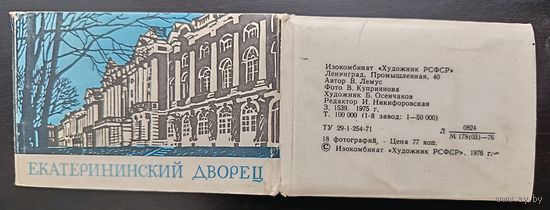 ЕКАТЕРИНИНСКИЙ ДВОРЕЦ
Изокомбинат «Художник РСФСР»
Ленинград, Промышленная, 40
Автор В. Лемус
Фото В. Куприянова
Художник Б. Осенчаков
Редактор И. Никифоровская
З. 1539. 1975 г.
Т. 100 000 (1-й завод: 1—50 000)
ТУ 29-1-254-71 Л 0824
М 178(03)—76
18 фотографий, - Цена 77 коп.
© Изокомбинат «Художник РСФСР», 1976 г.
ay.by